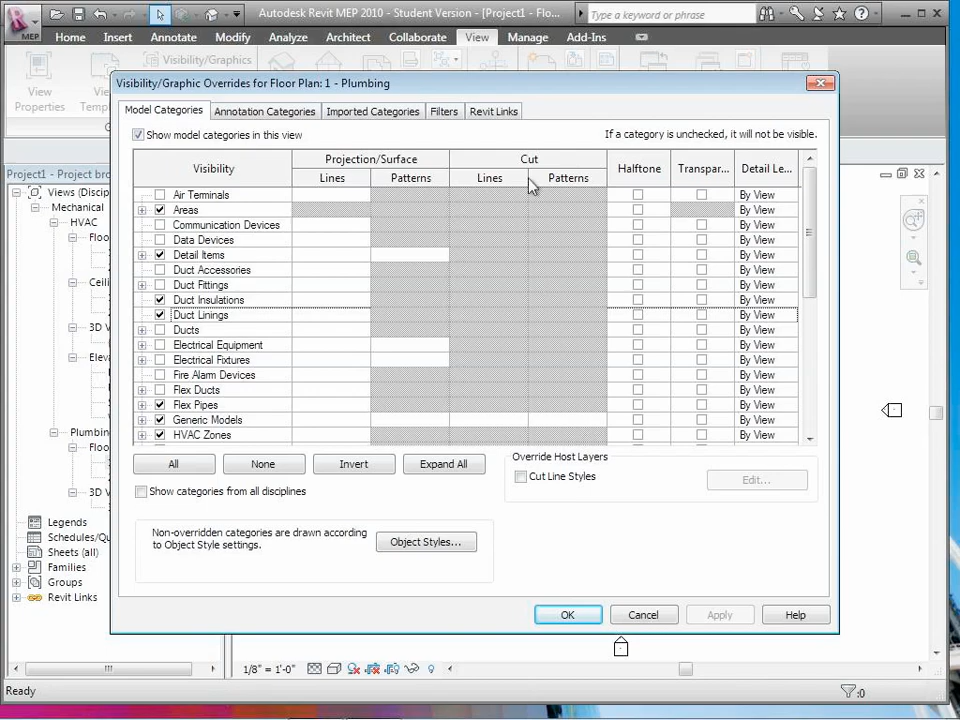 Autodesk Revit MEP 2010 - Student Version - [Project1 - Flo...
Type a keyword or phrase
MEP
Home Insert Annotate Modify Analyze Architect Collaborate View Manage Add-Ins
Visibility/Graphics
View
Properties
View
Temp
Visibility/Graphic Overrides for Floor Plan: 1 - Plumbing
Model Categories Annotation Categories Imported Categories Filters Revit Links
Show model categories in this view
If a category is unchecked, it will not be visible.
Visibility Projection/Surface Cut Halftone Transpar... Detail Le...
Lines Patterns Lines Patterns
Air Terminals By View
Areas By View
Communication Devices By View
Data Devices By View
Detail Items By View
Duct Accessories By View
Duct Fittings By View
Duct Insulations By View
Duct Linings By View
Ducts By View
Electrical Equipment By View
Electrical Fixtures By View
Fire Alarm Devices By View
Flex Ducts By View
Flex Pipes By View
Generic Models By View
HVAC Zones By View
All None Invert Expand All
Override Host Layers
Cut Line Styles Edit...
Show categories from all disciplines
Non-overridden categories are drawn according
to Object Style settings.
Object Styles...
OK Cancel Apply Help
Project1 - Project bro
Views (Discip
Mechanical
HVAC
Floo
Ceili
3D V
Eleva
Plumbin
Floo
3D V
Legends
Schedules/Qu
Sheets (all)
Families
Groups
Revit Links
1/8" = 1'-0"
Ready
:0